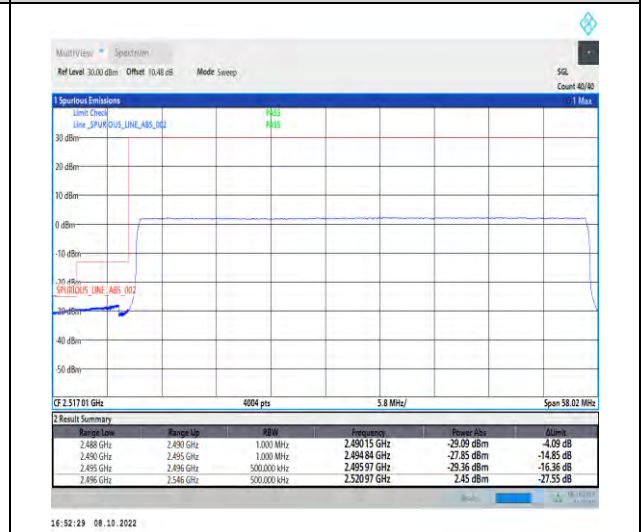 MultiView Spectrum
Ref Level 30.00 dBm Offset 10.48 dB Mode Sweep SGL
Count 40/40
1 Spurious Emissions 1 Max
Limit Check PASS
Line _SPURIOUS_LINE_ABS_002 PASS
30 dBm
20 dBm
10 dBm
0 dBm
-10 dBm
-20 dBm
SPURIOUS_LINE_ABS_002
-30 dBm
-40 dBm
-50 dBm
CF 2.517 01 GHz 4004 pts 5.8 MHz/ Span 58.02 MHz
2 Result Summary
Range Low Range Up RBW Frequency Power Abs ΔLimit
2.488 GHz 2.490 GHz 1.000 MHz 2.490 15 GHz -29.09 dBm -4.09 dB
2.490 GHz 2.495 GHz 1.000 MHz 2.494 84 GHz -27.85 dBm -14.85 dB
2.495 GHz 2.496 GHz 500.000 kHz 2.495 97 GHz -29.36 dBm -16.36 dB
2.496 GHz 2.546 GHz 500.000 kHz 2.520 97 GHz 2.45 dBm -27.55 dB
16:52:29 08.10.2022